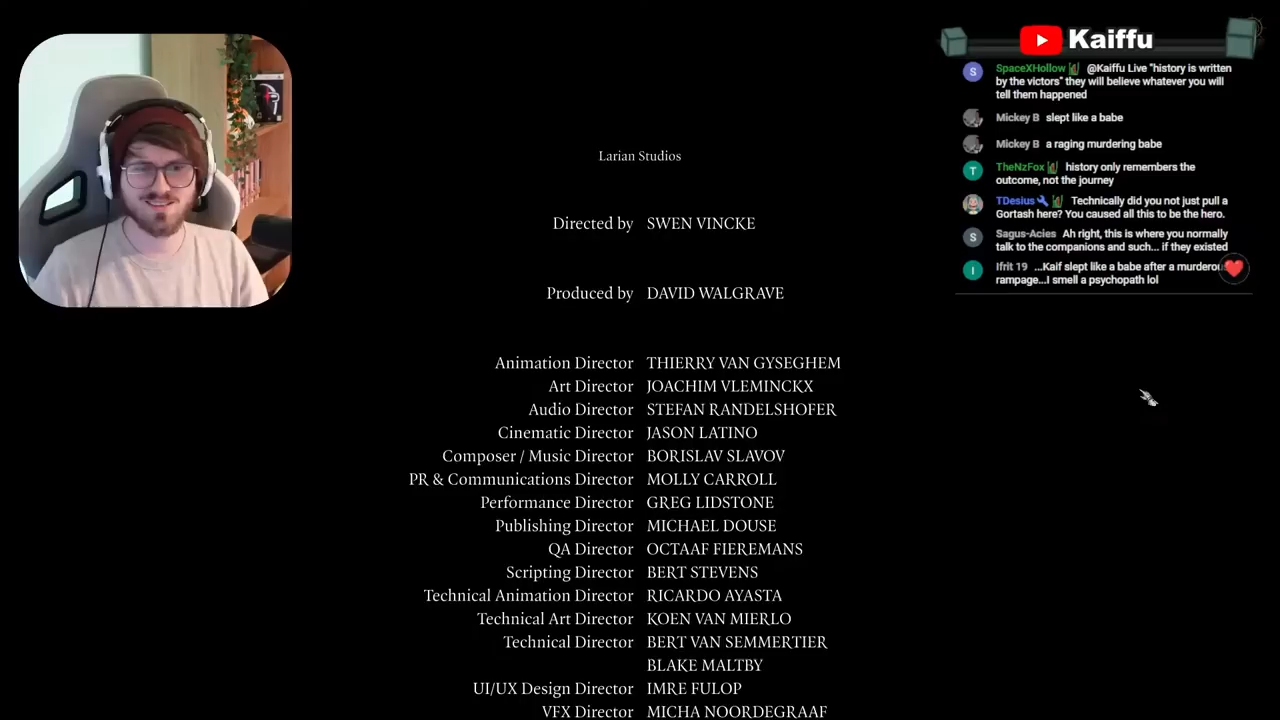 Kaiffu
SpaceXHollow @Kaiffu Live "history is written
by the victors" they will believe whatever you will
tell them happened
Mickey B slept like a babe
Mickey B a raging murdering babe
TheNzFox history only remembers the
outcome, not the journey
TDesius Technically did you not just pull a
Gortash here? You caused all this to be the hero.
Sagus-Acies Ah right, this is where you normally
talk to the companions and such... if they existed
Ifrit 19 ...Kaif slept like a babe after a murderou
rampage...I smell a psychopath lol
Larian Studios
Directed by SWEN VINCKE
Produced by DAVID WALGRAVE
Animation Director THIERRY VAN GYSEGHEM
Art Director JOACHIM VLEMINCKX
Audio Director STEFAN RANDELSHOFER
Cinematic Director JASON LATINO
Composer / Music Director BORISLAV SLAVOV
PR & Communications Director MOLLY CARROLL
Performance Director GREG LIDSTONE
Publishing Director MICHAEL DOUSE
QA Director OCTAAF FIEREMANS
Scripting Director BERT STEVENS
Technical Animation Director RICARDO AYASTA
Technical Art Director KOEN VAN MIERLO
Technical Director BERT VAN SEMMERTIER
BLAKE MALTBY
UI/UX Design Director IMRE FULOP
VFX Director MICHA NOORDEGRAAF